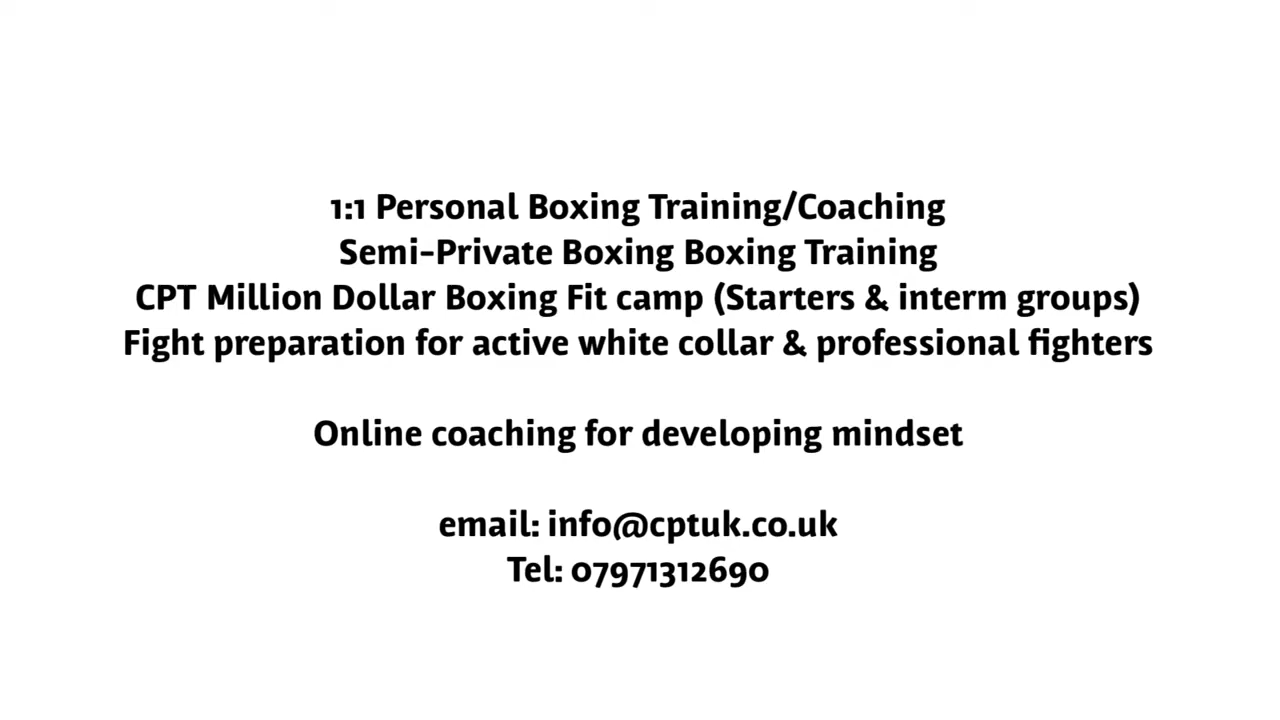 1:1 Personal Boxing Training/Coaching
Semi-Private Boxing Boxing Training
CPT Million Dollar Boxing Fit camp (Starters & interm groups)
Fight preparation for active white collar & professional fighters
Online coaching for developing mindset
email: info@cptuk.co.uk
Tel: 07971312690